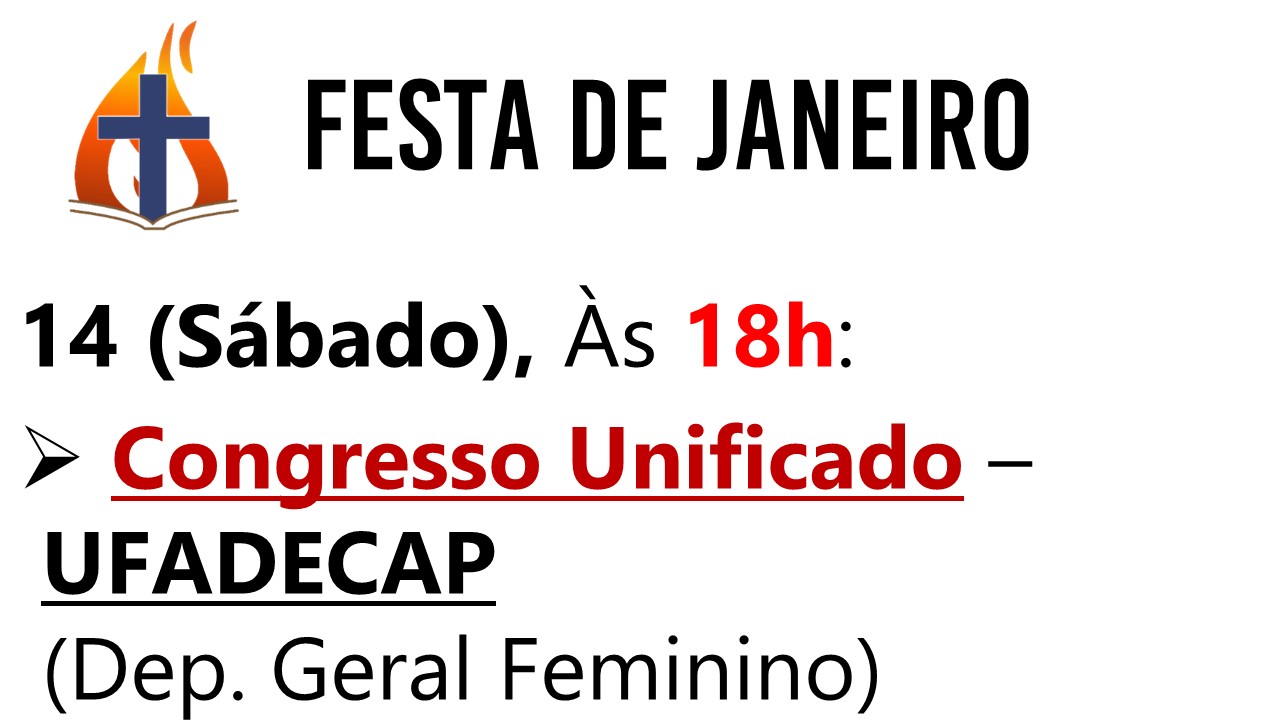 FESTA DE JANEIRO
14 (Sábado), Às 18h:
➢ Congresso Unificado –
UFADECAP
(Dep. Geral Feminino)